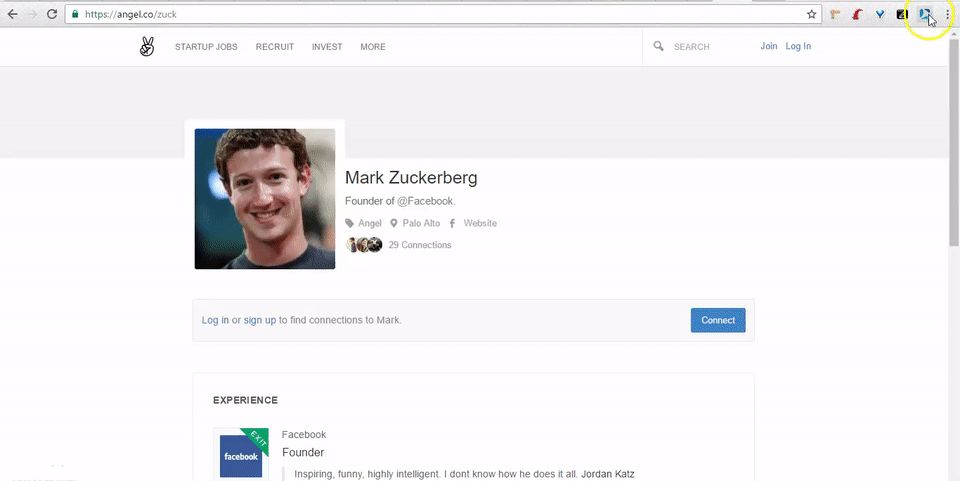 https://angel.co/zuck
STARTUP JOBS RECRUIT INVEST MORE SEARCH Join Log In
Mark Zuckerberg
Founder of @Facebook.
Angel Palo Alto Website
29 Connections
Log in or sign up to find connections to Mark. Connect
EXPERIENCE
EXIT
facebook
Facebook
Founder
Inspiring, funny, highly intelligent. I dont know how he does it all. Jordan Katz